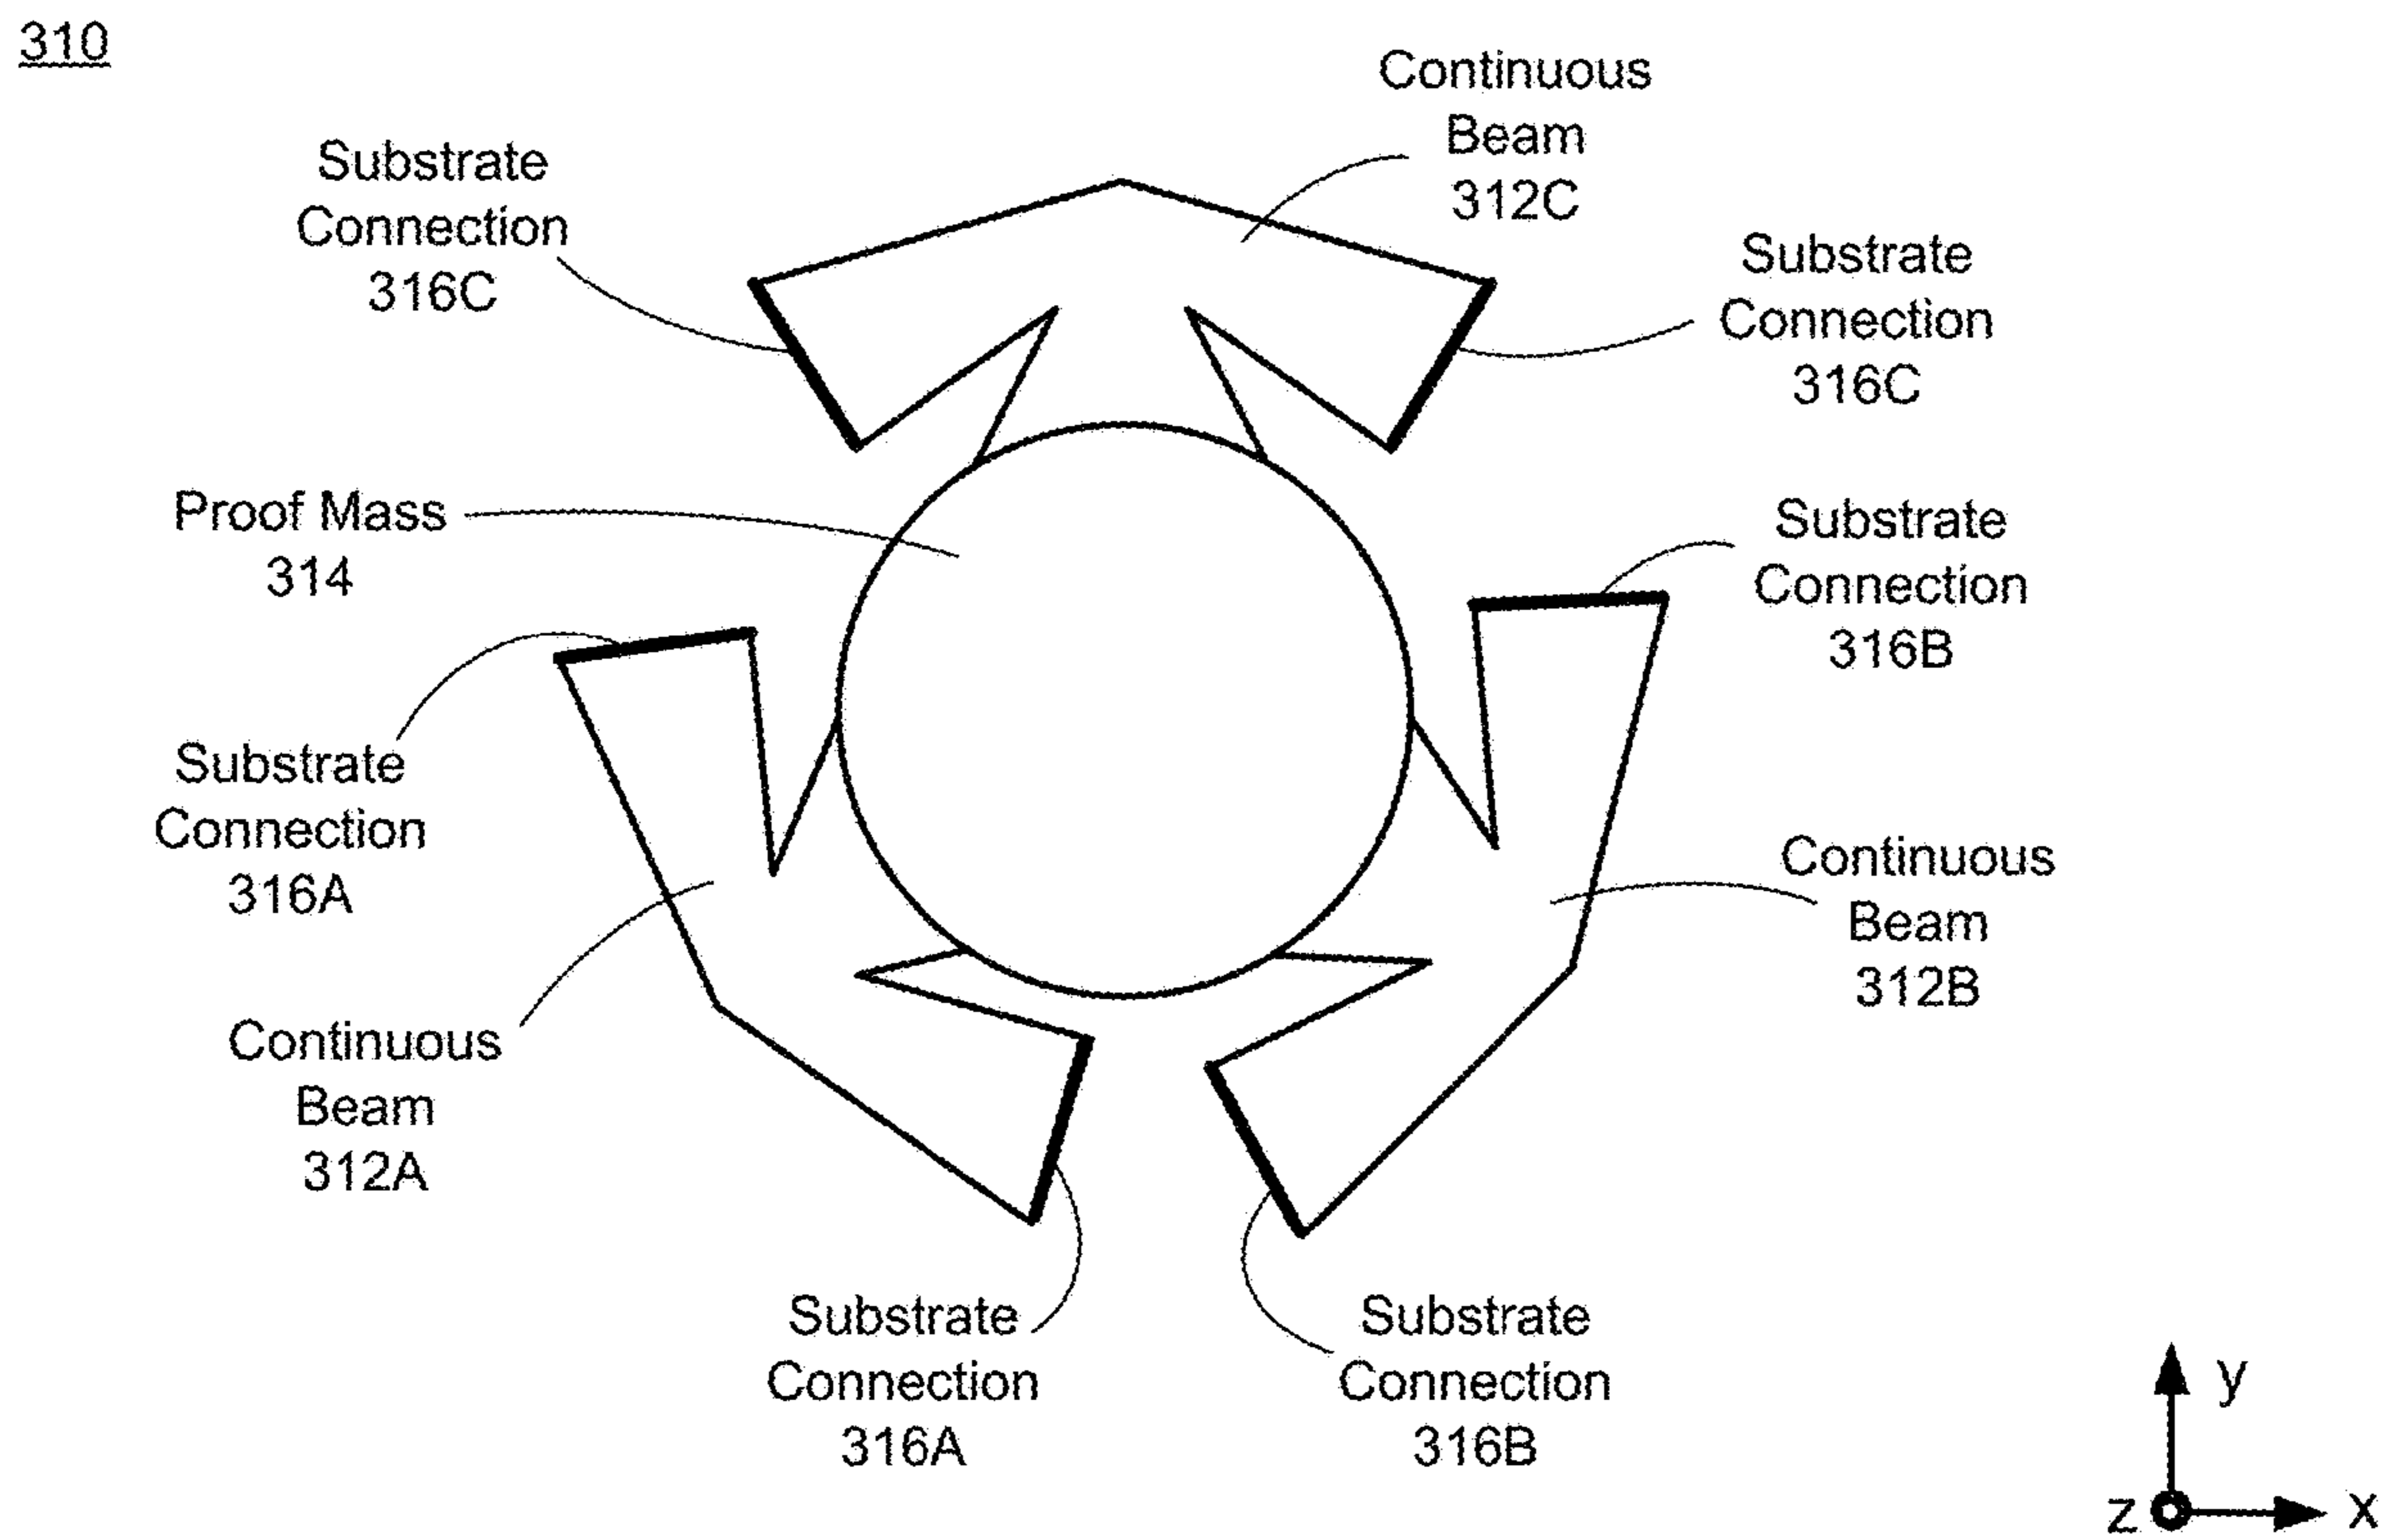 310
Continuous
Beam
312C
Substrate
Connection
316C
Substrate
Connection
316C
Proof Mass
314
Substrate
Connection
316B
Substrate
Connection
316A
Continuous
Beam
312B
Continuous
Beam
312A
Substrate
Connection
316A
Substrate
Connection
316B
y
z
x